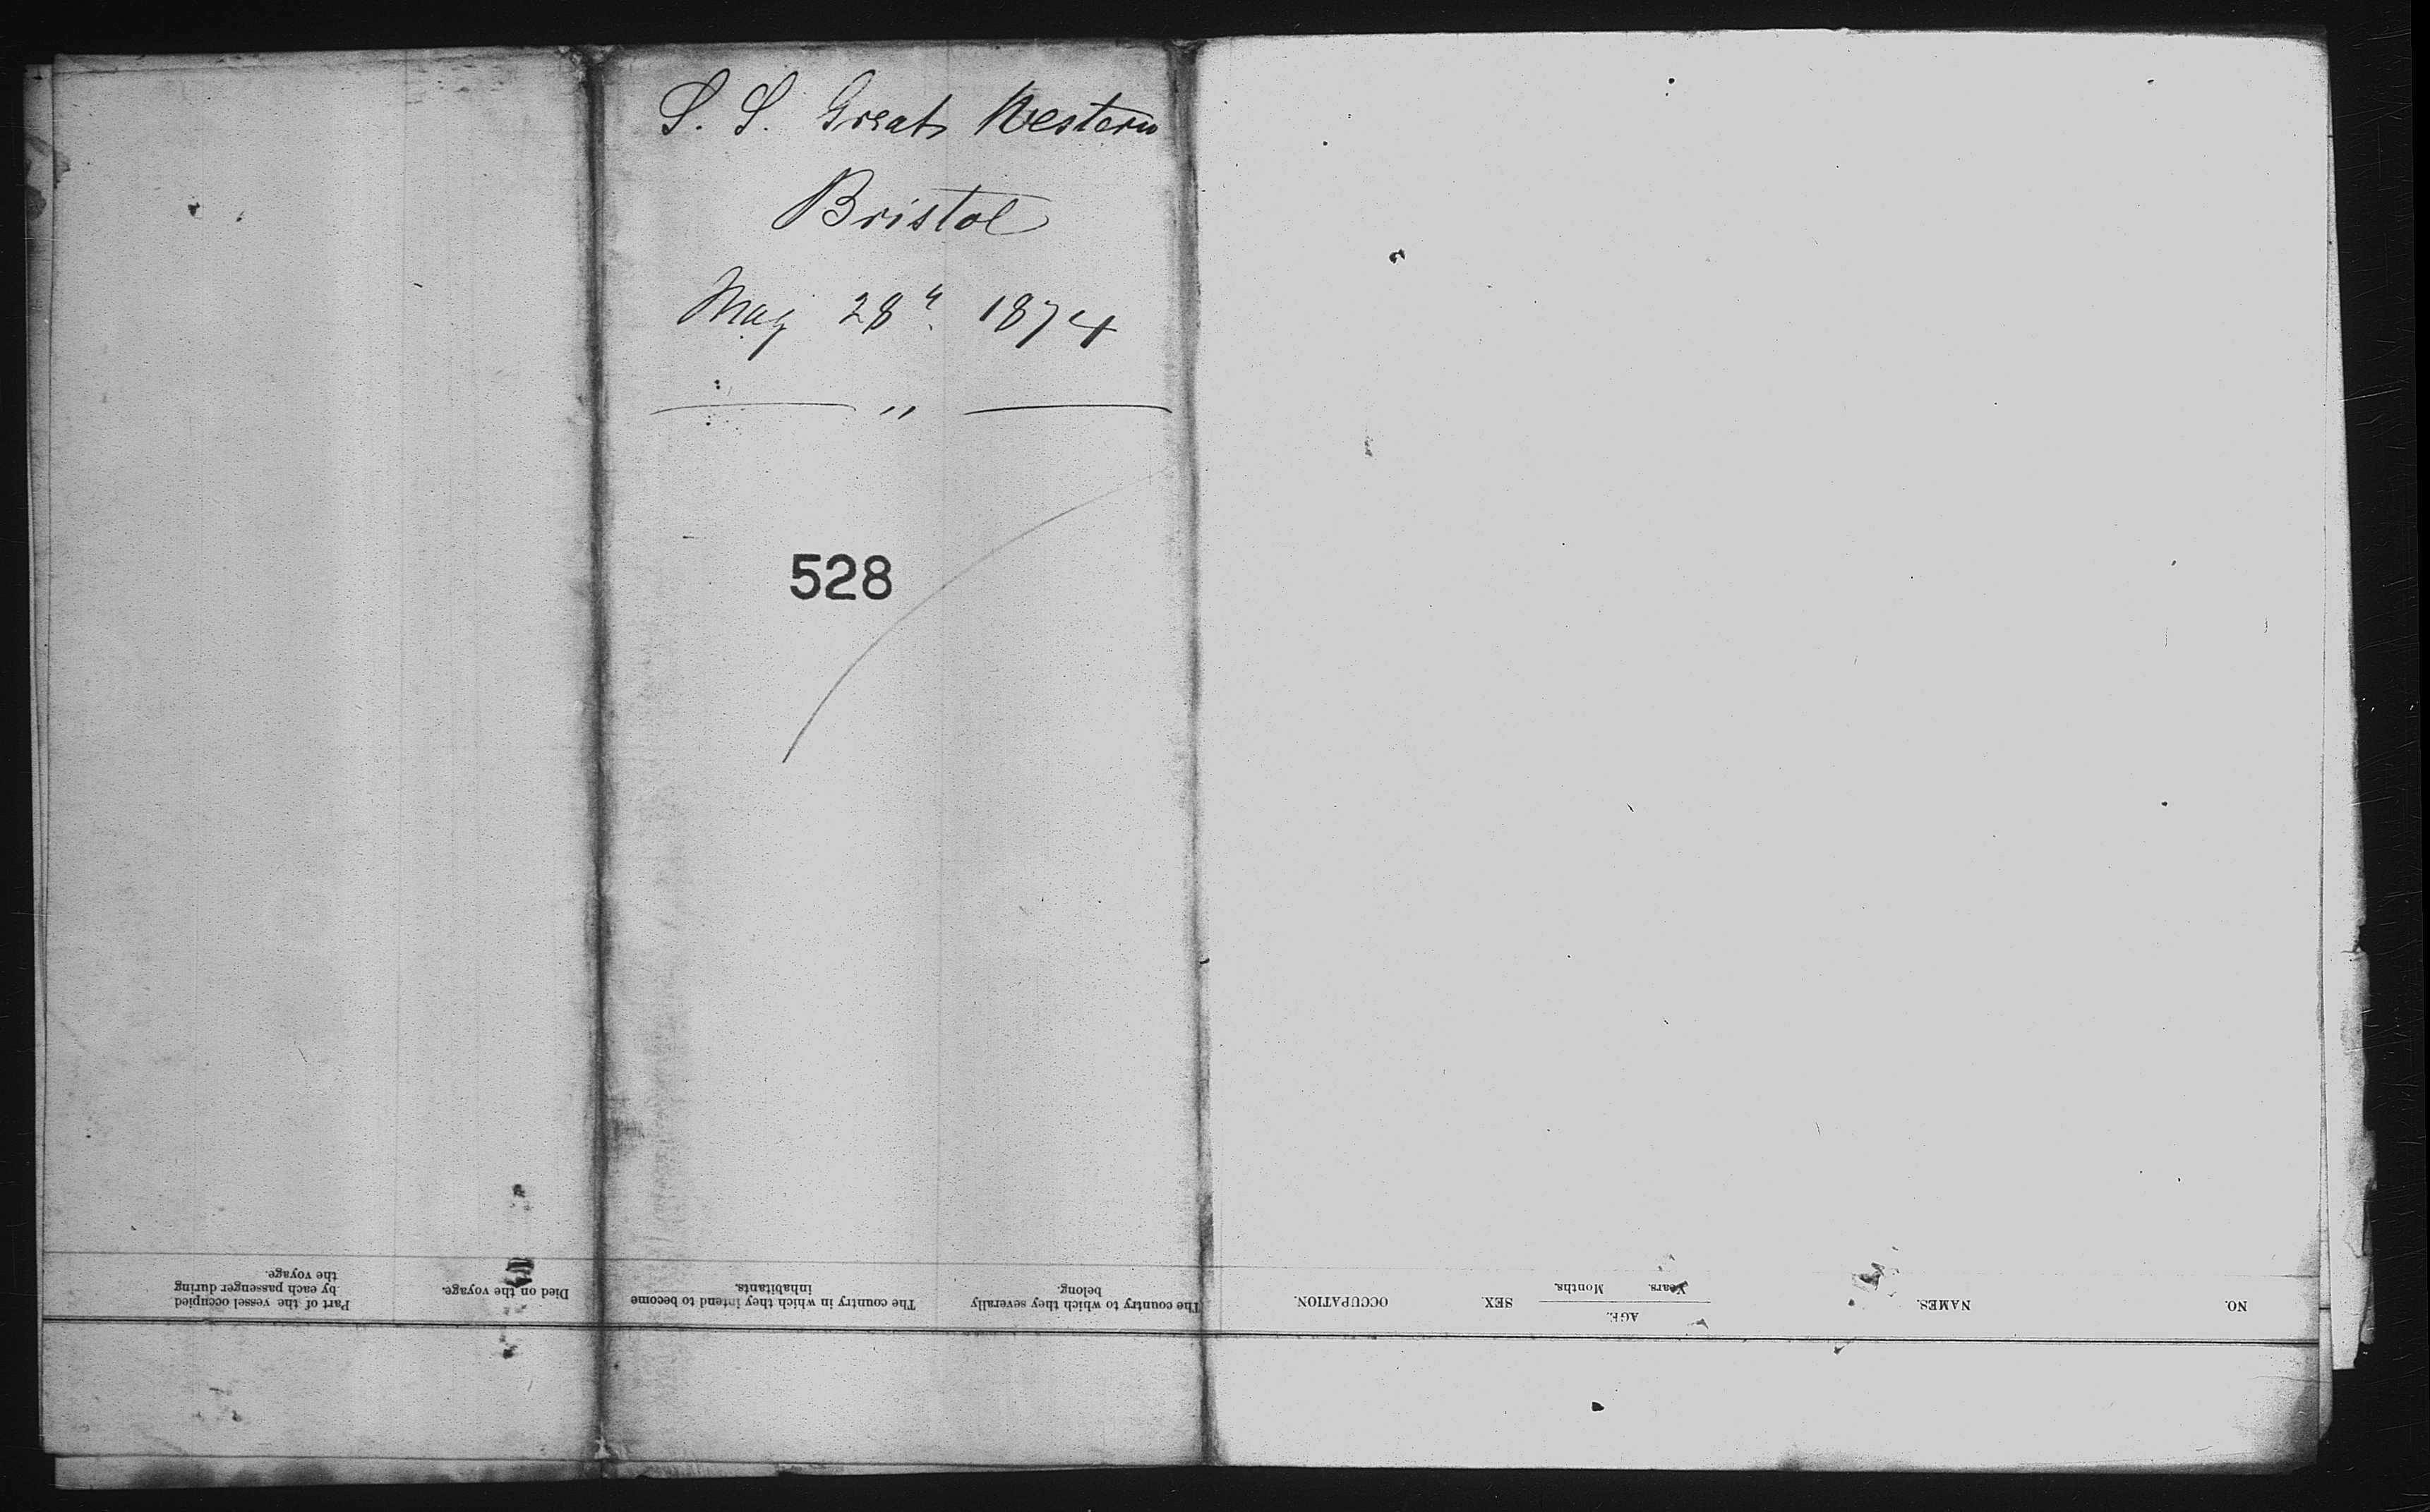 S. S. Great Western
Bristol
May 28th 1874
"
528
NO.
NAMES.
AGE.
Years. Months.
SEX.
OCCUPATION.
The country to which they severally
belong.
The country in which they intend to become
inhabitants.
Died on the voyage.
Part of the vessel occupied
by each passenger during
the voyage.